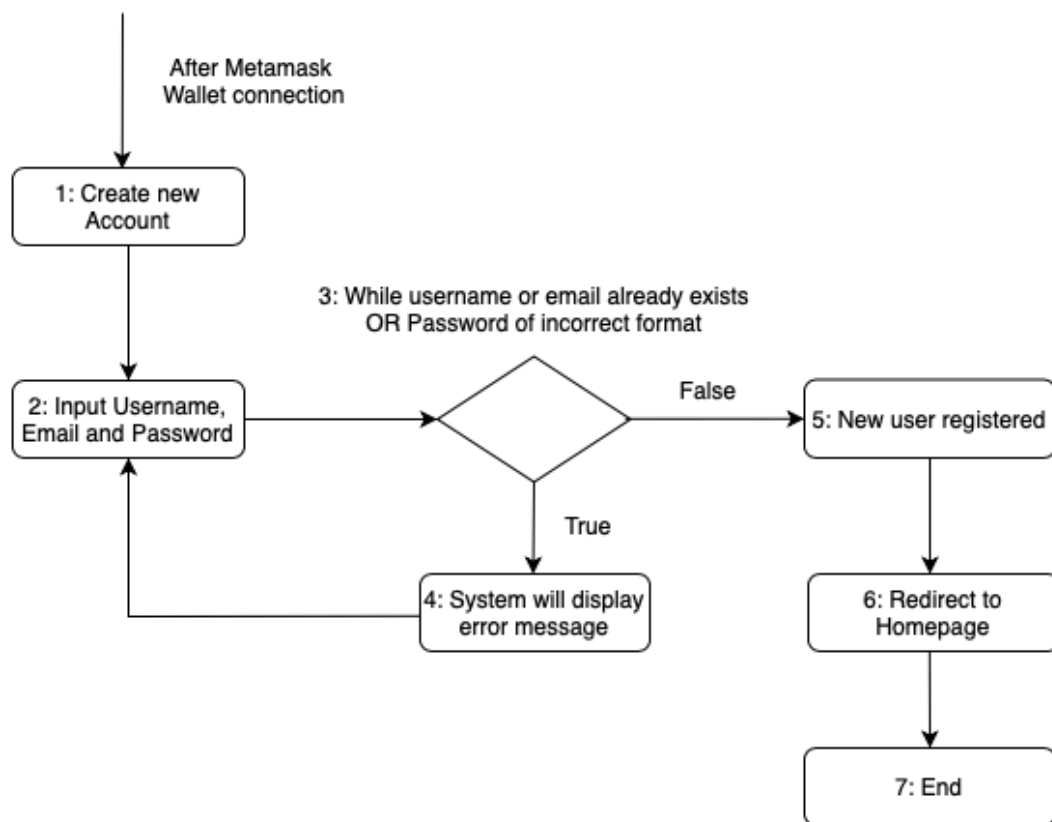 After Metamask
Wallet connection
1: Create new
Account
3: While username or email already exists
OR Password of incorrect format
2: Input Username,
Email and Password
False
5: New user registered
True
4: System will display
error message
6: Redirect to
Homepage
7: End